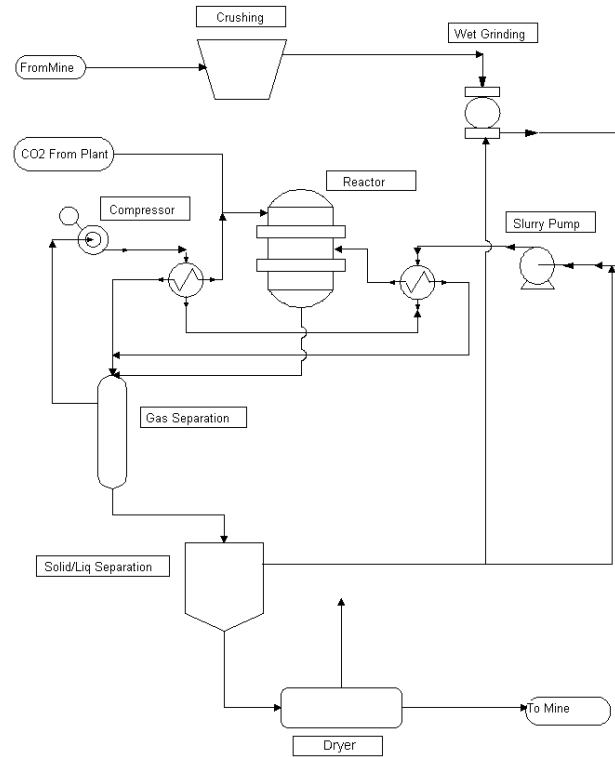 Crushing
Wet Grinding
FromMine
CO2 From Plant
Reactor
Compressor
Slurry Pump
Gas Separation
Solid/Liq Separation
To Mine
Dryer